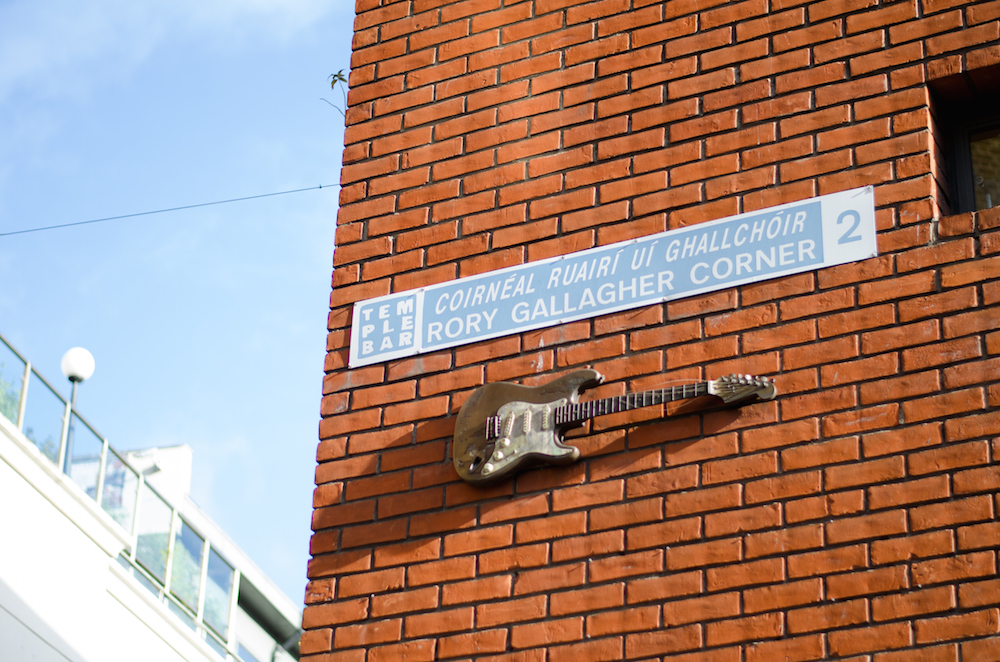 TEM
PLE
BAR
COIRNÉAL RUAIRÍ UÍ GHALLCHÓIR
RORY GALLAGHER CORNER
2